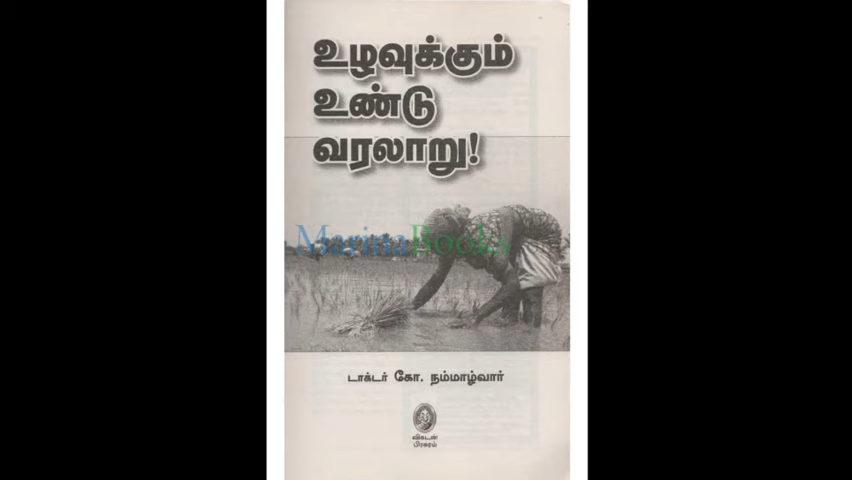 உழவுக்கும்
உண்டு
வரலாறு!
MarinaBooks
டாக்டர் கோ. நம்மாழ்வார்
விகடன்
பிரசுரம்